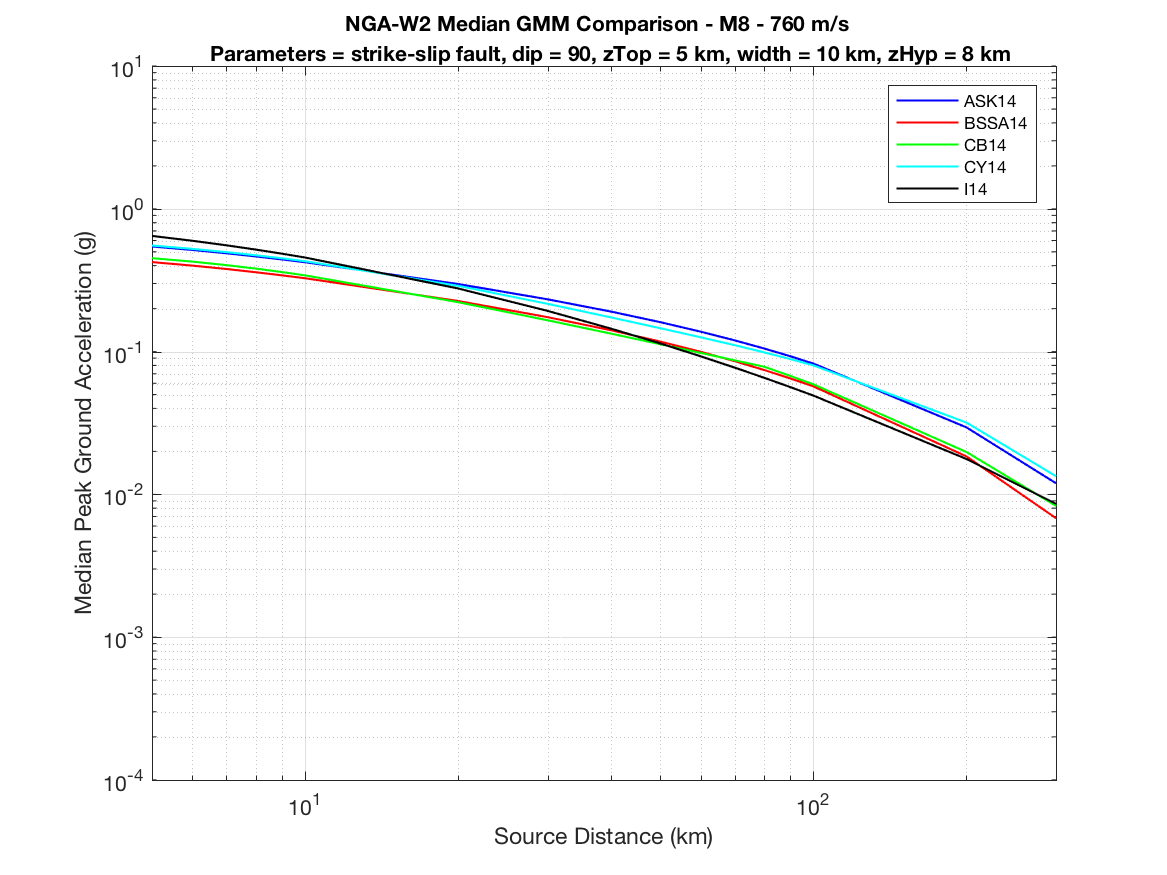 NGA-W2 Median GMM Comparison - M8 - 760 m/s
Parameters = strike-slip fault, dip = 90, zTop = 5 km, width = 10 km, zHyp = 8 km
10^1
10^0
10^-1
10^-2
10^-3
10^-4
Median Peak Ground Acceleration (g)
ASK14
BSSA14
CB14
CY14
I14
10^1
10^2
Source Distance (km)